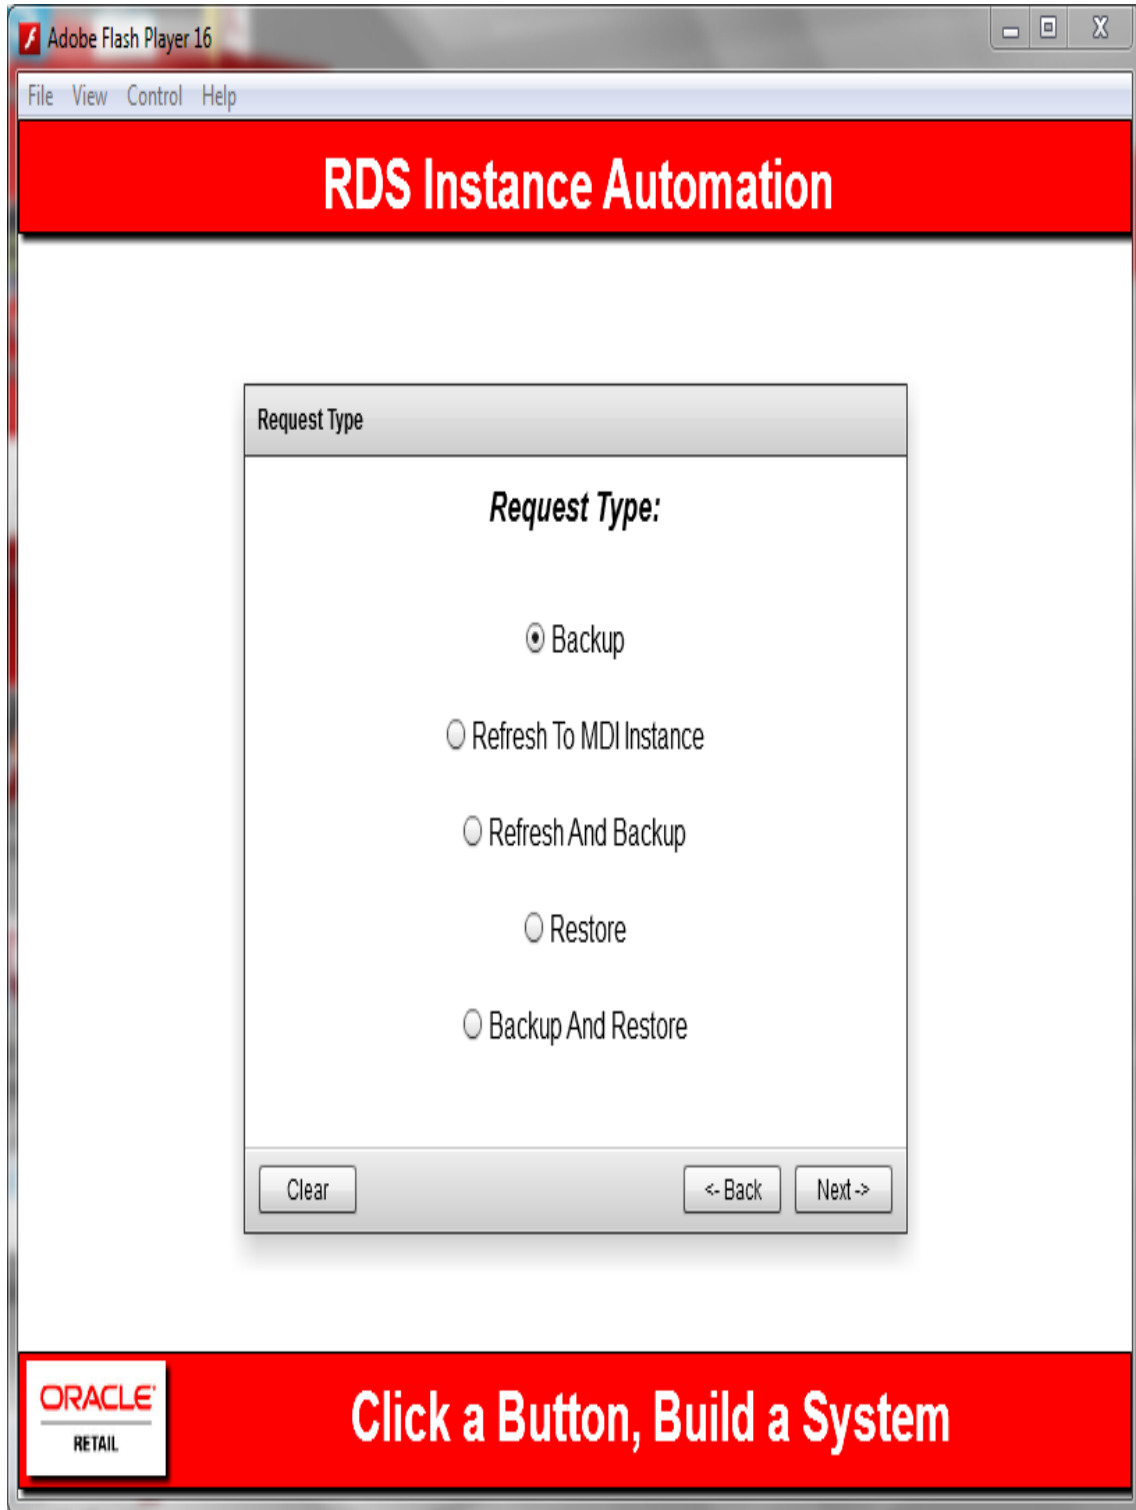 Adobe Flash Player 16
File View Control Help
RDS Instance Automation
Request Type
Request Type:
Backup
Refresh To MDI Instance
Refresh And Backup
Restore
Backup And Restore
Clear <- Back Next ->
ORACLE
RETAIL
Click a Button, Build a System